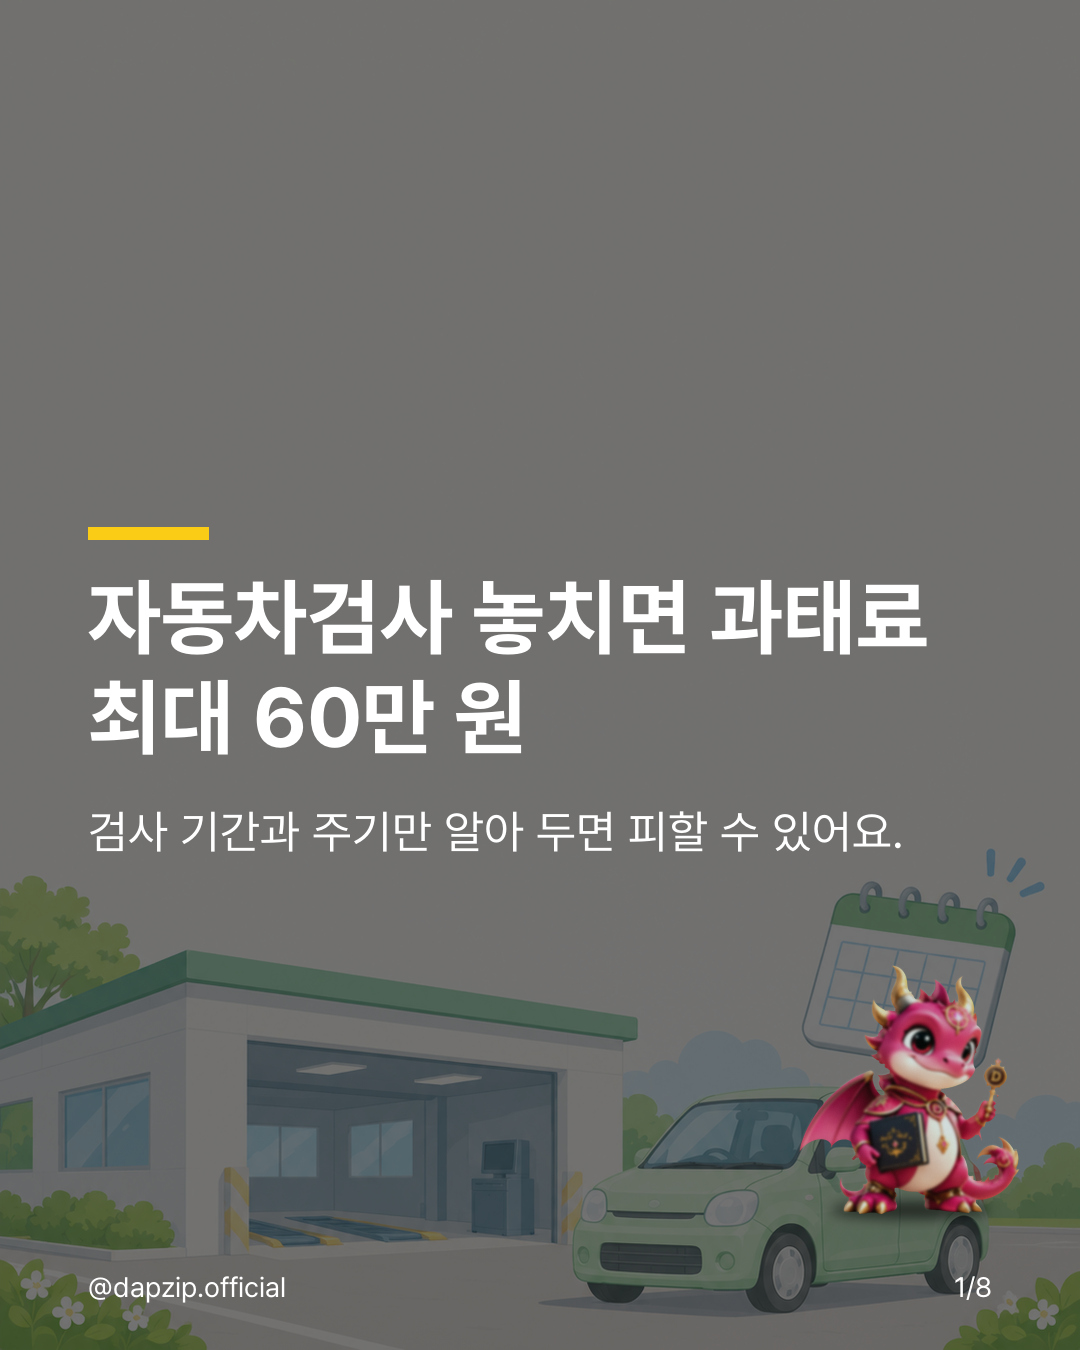 자동차검사 놓치면 과태료
최대 60만 원
검사 기간과 주기만 알아 두면 피할 수 있어요.
D
@dapzip.official
1/8